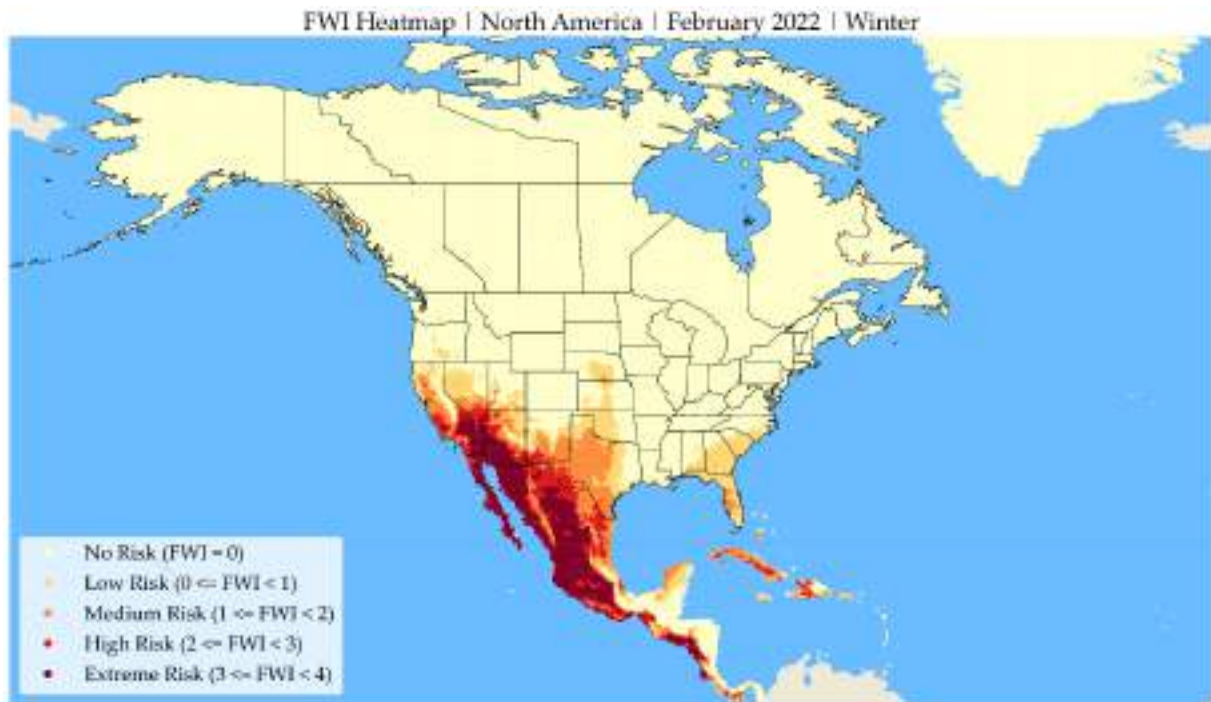 FWI Heatmap | North America | February 2022 | Winter
No Risk (FWI = 0)
Low Risk (0 <= FWI < 1)
Medium Risk (1 <= FWI < 2)
High Risk (2 <= FWI < 3)
Extreme Risk (3 <= FWI < 4)